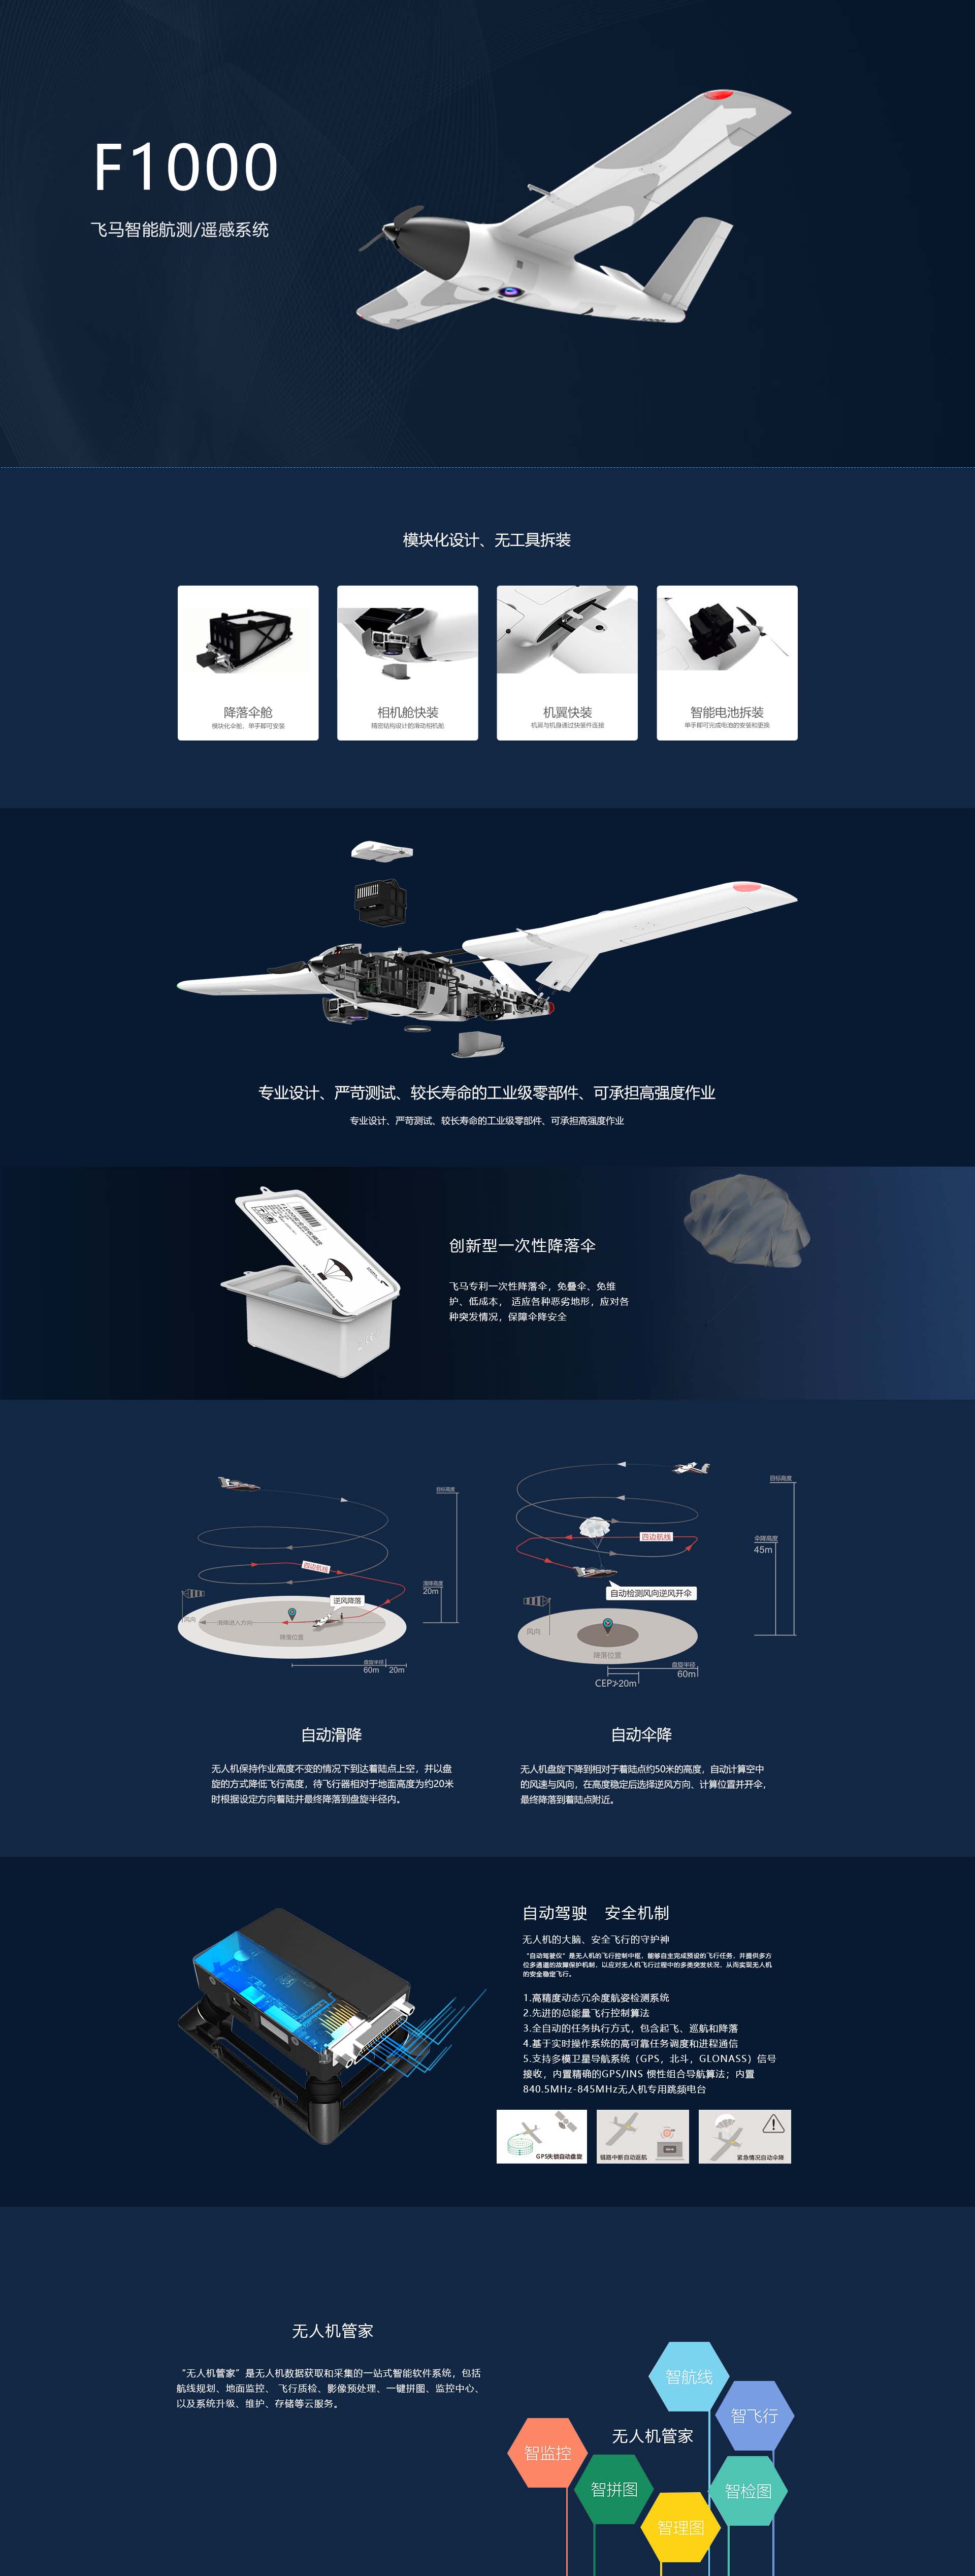 F1000
飞马智能航测/遥感系统
模块化设计、无工具拆装
降落伞舱
模块化伞舱，单手即可安装
相机舱快装
精密结构设计的滑动相机舱
机翼快装
机翼与机身通过快装件连接
智能电池拆装
单手即可完成电池的安装和更换
专业设计、严苛测试、较长寿命的工业级零部件、可承担高强度作业
专业设计、严苛测试、较长寿命的工业级零部件、可承担高强度作业
创新型一次性降落伞
飞马专利一次性降落伞，免叠伞、免维
护、低成本， 适应各种恶劣地形，应对各
种突发情况，保障伞降安全
目标高度
四边航线
20m
逆风降落
风向
滑降进入方向
降落位置
盘旋半径
60m
20m
目标高度
四边航线
伞降高度
45m
自动检测风向逆风开伞
风向
降落位置
盘旋半径
60m
CEP>20m
自动滑降
无人机保持作业高度不变的情况下到达着陆点上空，并以盘
旋的方式降低飞行高度，待飞行器相对于地面高度为约20米
时根据设定方向着陆并最终降落到盘旋半径内。
自动伞降
无人机盘旋下降到相对于着陆点约50米的高度，自动计算空中
的风速与风向，在高度稳定后选择逆风方向、计算位置并开伞，
最终降落到着陆点附近。
自动驾驶 安全机制
无人机的大脑、安全飞行的守护神
“自动驾驶仪”是无人机的飞行控制中枢，能够自主完成预设的飞行任务，并提供多方
位多通道的故障保护机制，以应对无人机飞行过程中的多类突发状况，从而实现无人机
的安全稳定飞行。
1.高精度动态冗余度航姿检测系统
2.先进的总能量飞行控制算法
3.全自动的任务执行方式，包含起飞、巡航和降落
4.基于实时操作系统的高可靠任务调度和进程通信
5.支持多模卫星导航系统（GPS，北斗，GLONASS）信号
接收，内置精确的GPS/INS 惯性组合导航算法；内置
840.5MHz-845MHz无人机专用跳频电台
GPS失锁自动盘旋
链路中断自动返航
紧急情况自动伞降
无人机管家
“无人机管家”是无人机数据获取和采集的一站式智能软件系统，包括
航线规划、地面监控、 飞行质检、影像预处理、一键拼图、监控中心、
以及系统升级、维护、存储等云服务。
智航线
智飞行
无人机管家
智监控
智拼图
智检图
智理图